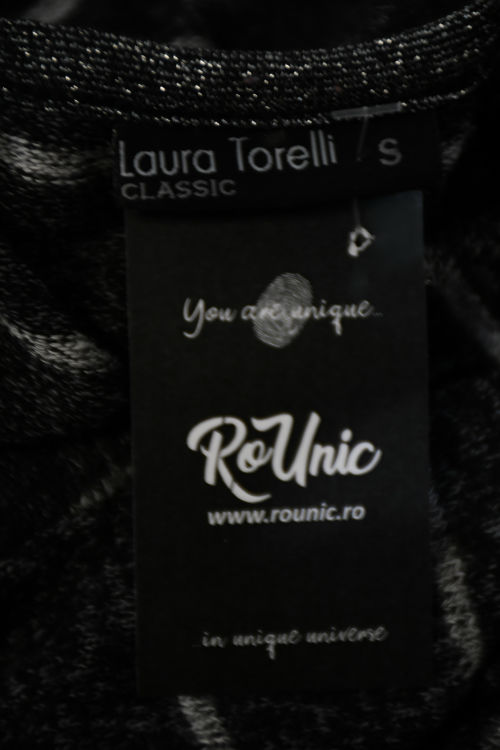 Laura Torelli S
CLASSIC
You are unique...
RoUnic
www.rounic.ro
...in unique universe